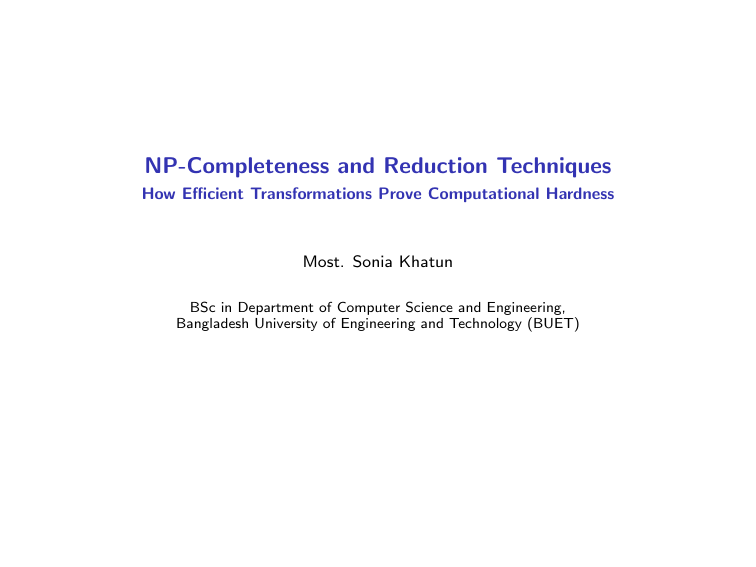 NP-Completeness and Reduction Techniques
How Efficient Transformations Prove Computational Hardness
Most. Sonia Khatun
BSc in Department of Computer Science and Engineering,
Bangladesh University of Engineering and Technology (BUET)